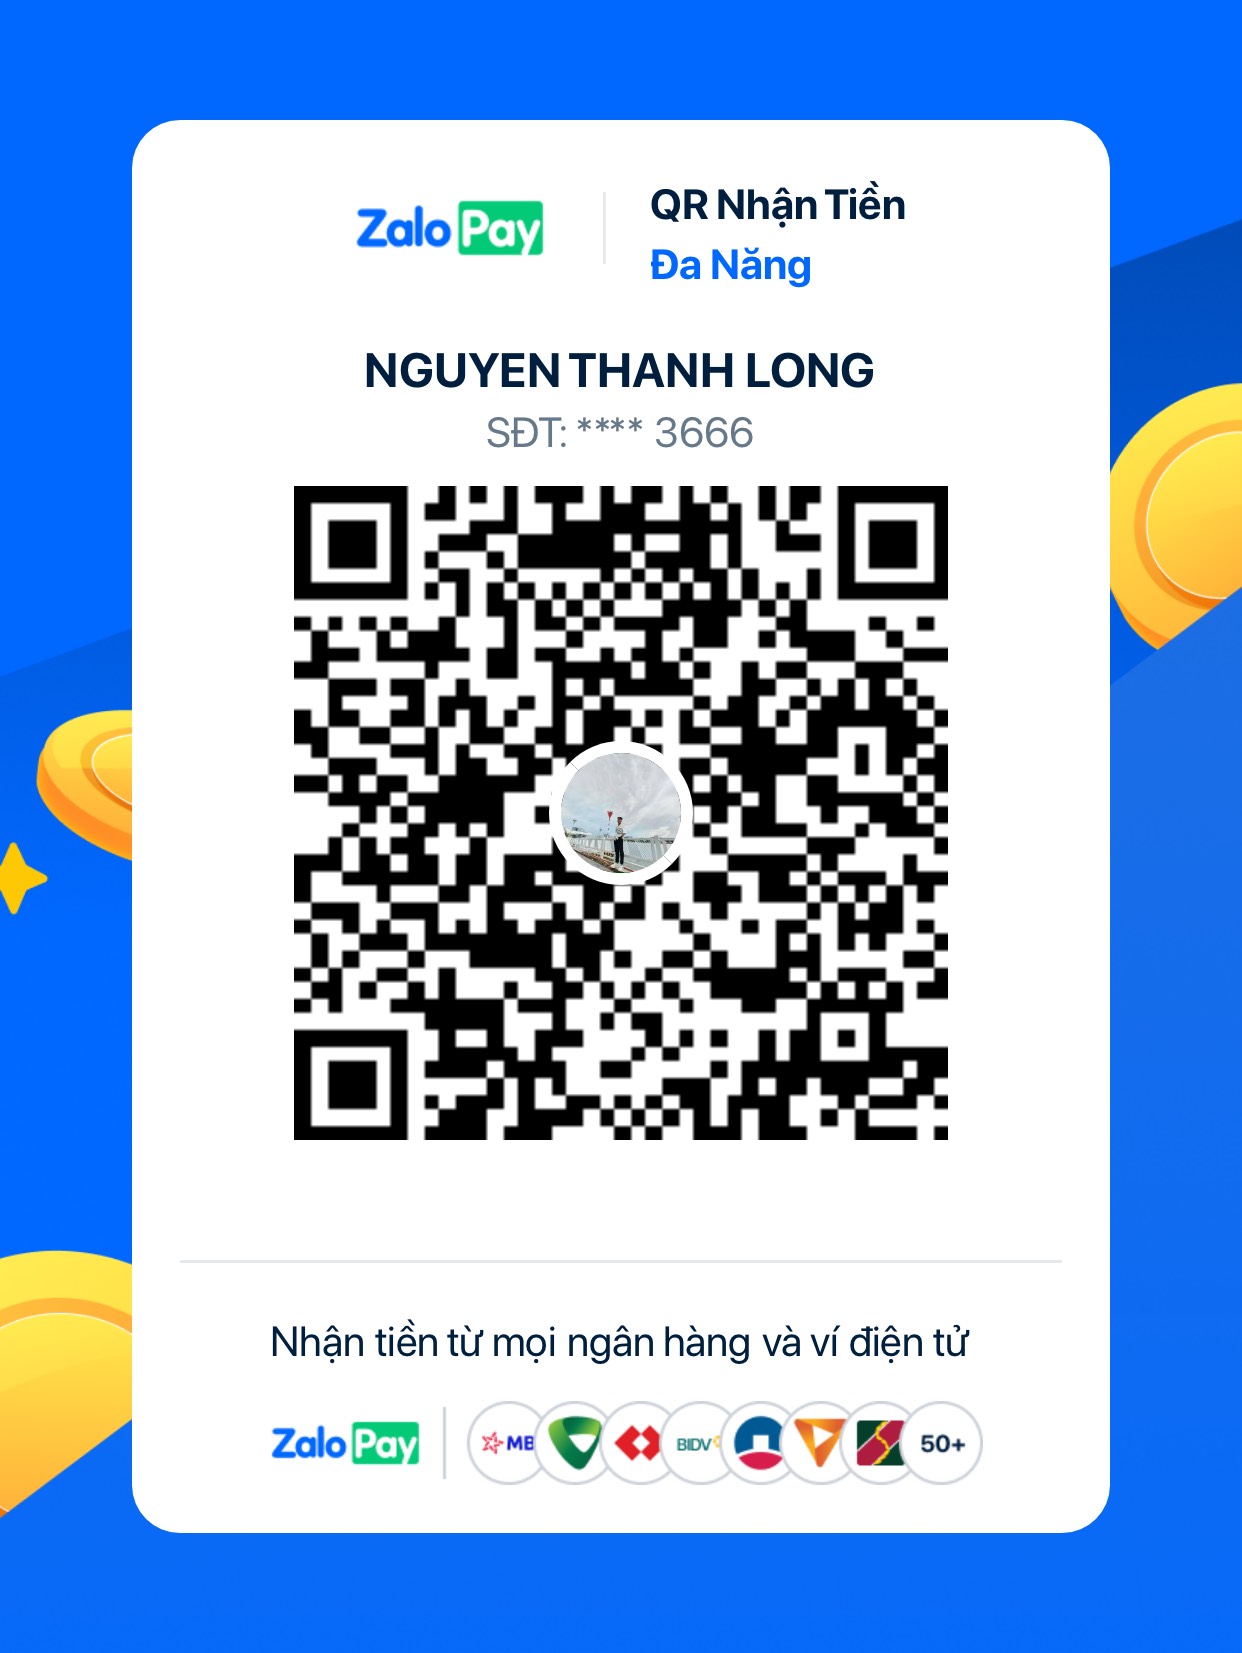 ZaloPay
QR Nhận Tiền
Đa Năng
NGUYEN THANH LONG
SĐT: **** 3666
Nhận tiền từ mọi ngân hàng và ví điện tử
ZaloPay
MB
BIDV
50+